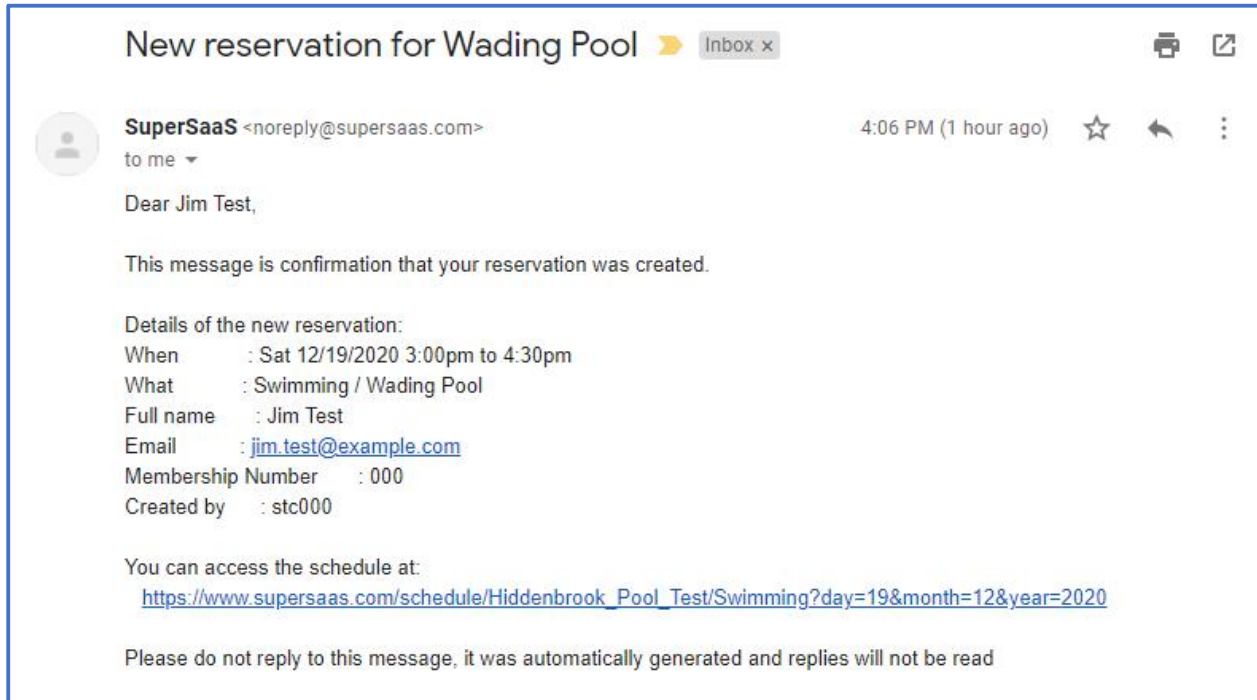 New reservation for Wading Pool Inbox x
SuperSaaS <noreply@supersaas.com> 4:06 PM (1 hour ago)
to me
Dear Jim Test,
This message is confirmation that your reservation was created.
Details of the new reservation:
When : Sat 12/19/2020 3:00pm to 4:30pm
What : Swimming / Wading Pool
Full name : Jim Test
Email : jim.test@example.com
Membership Number : 000
Created by : stc000
You can access the schedule at:
https://www.supersaas.com/schedule/Hiddenbrook_Pool_Test/Swimming?day=19&month=12&year=2020
Please do not reply to this message, it was automatically generated and replies will not be read